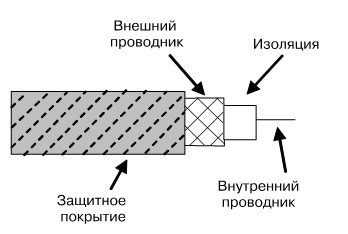 Внешний
проводник
Изоляция
Защитное
покрытие
Внутренний
проводник